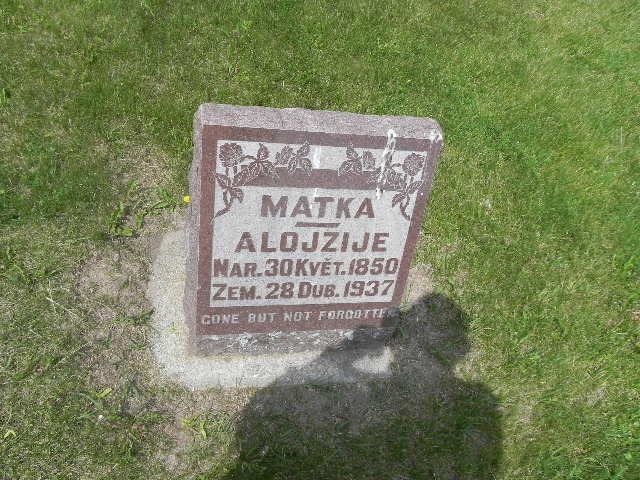 MATKA
ALOJZIJE
NAR. 30 KVĚT. 1850
ZEM. 28 DUB. 1937
GONE BUT NOT FORGOTTEN